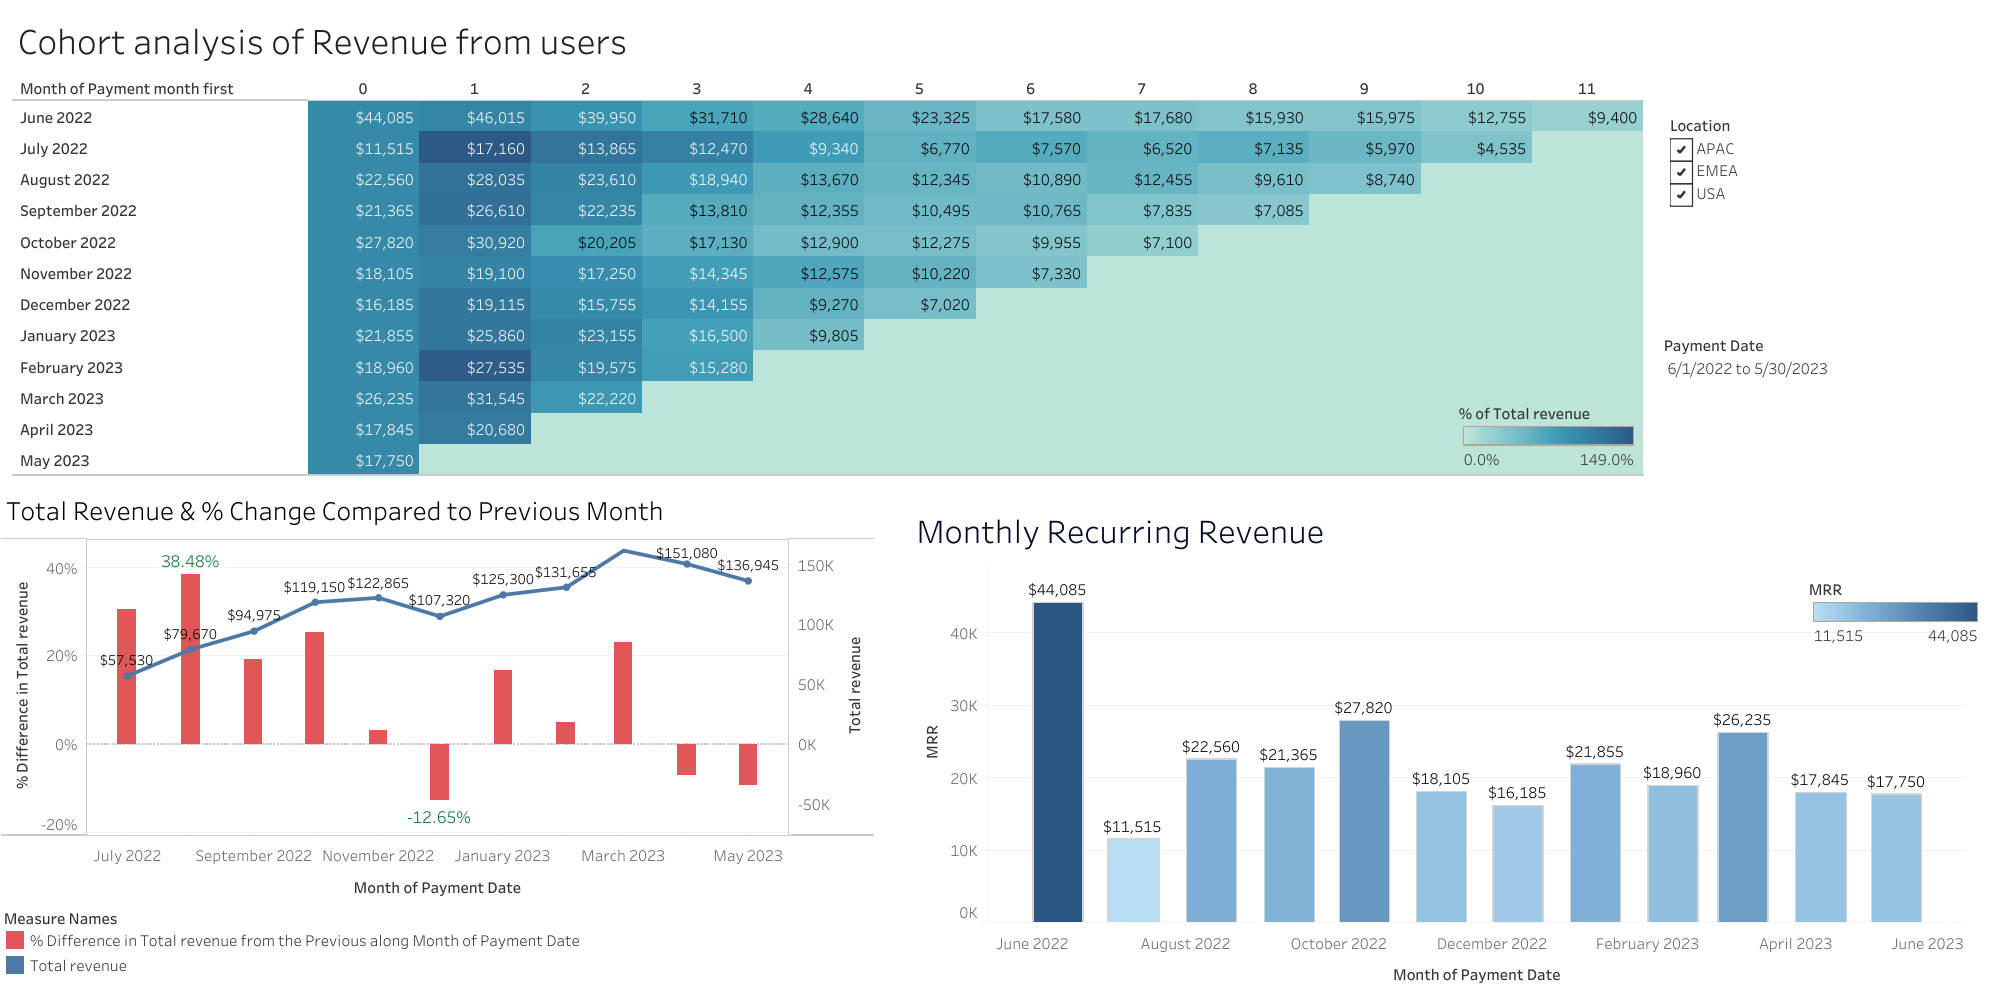 Cohort analysis of Revenue from users
Month of Payment month first 0 1 2 3 4 5 6 7 8 9 10 11
June 2022 $44,085 $46,015 $39,950 $31,710 $28,640 $23,325 $17,580 $17,680 $15,930 $15,975 $12,755 $9,400
July 2022 $11,515 $17,160 $13,865 $12,470 $9,340 $6,770 $7,570 $6,520 $7,135 $5,970 $4,535
August 2022 $22,560 $28,035 $23,610 $18,940 $13,670 $12,345 $10,890 $12,455 $9,610 $8,740
September 2022 $21,365 $26,610 $22,235 $13,810 $12,355 $10,495 $10,765 $7,835 $7,085
October 2022 $27,820 $30,920 $20,205 $17,130 $12,900 $12,275 $9,955 $7,100
November 2022 $18,105 $19,100 $17,250 $14,345 $12,575 $10,220 $7,330
December 2022 $16,185 $19,115 $15,755 $14,155 $9,270 $7,020
January 2023 $21,855 $25,860 $23,155 $16,500 $9,805
February 2023 $18,960 $27,535 $19,575 $15,280
March 2023 $26,235 $31,545 $22,220
April 2023 $17,845 $20,680
May 2023 $17,750
Location
APAC
EMEA
USA
Payment Date
6/1/2022 to 5/30/2023
% of Total revenue
0.0% 149.0%
Total Revenue & % Change Compared to Previous Month
% Difference in Total revenue
40%
20%
0%
-20%
38.48%
-12.65%
$57,530
$79,670
$94,975
$119,150
$122,865
$107,320
$125,300
$131,655
$151,080
$136,945
150K
100K
50K
0K
-50K
Total revenue
July 2022 September 2022 November 2022 January 2023 March 2023 May 2023
Month of Payment Date
Measure Names
% Difference in Total revenue from the Previous along Month of Payment Date
Total revenue
Monthly Recurring Revenue
MRR
11,515 44,085
MRR
40K
30K
20K
10K
0K
$44,085
$11,515
$22,560
$21,365
$27,820
$18,105
$16,185
$21,855
$18,960
$26,235
$17,845
$17,750
June 2022 August 2022 October 2022 December 2022 February 2023 April 2023 June 2023
Month of Payment Date